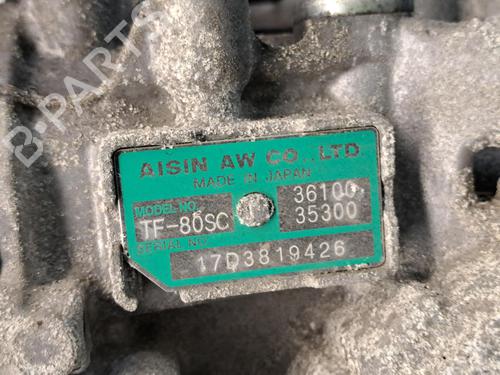 AISIN AW CO., LTD.
MADE IN JAPAN
MODEL NO. 36100
TF-80SC 35300
SERIAL NO.
17D3819426
B-PARTS